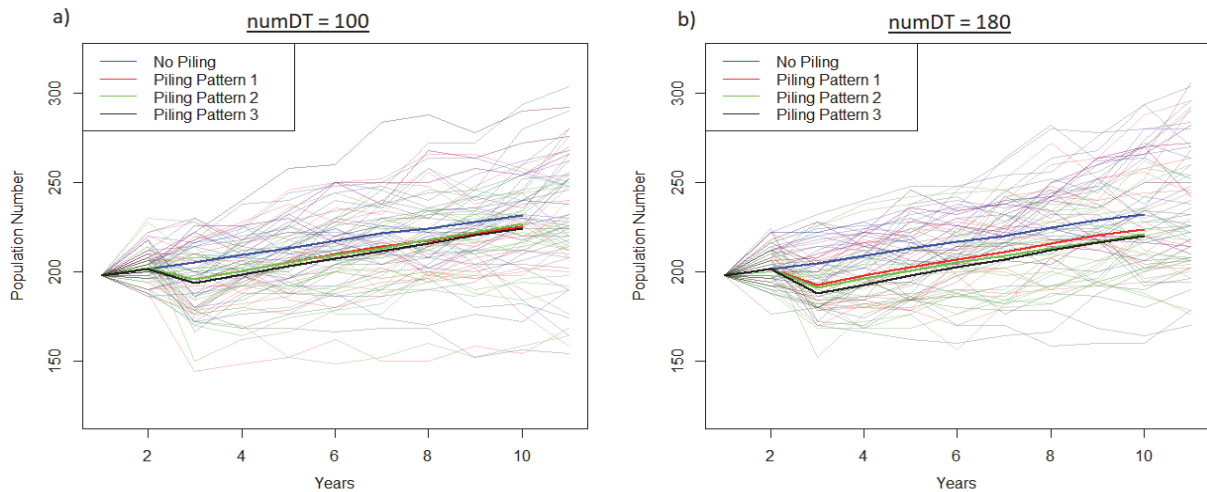 a)
numDT = 100
No Piling
Piling Pattern 1
Piling Pattern 2
Piling Pattern 3
Population Number
300
250
200
150
2 4 6 8 10
Years
b)
numDT = 180
No Piling
Piling Pattern 1
Piling Pattern 2
Piling Pattern 3
Population Number
300
250
200
150
2 4 6 8 10
Years